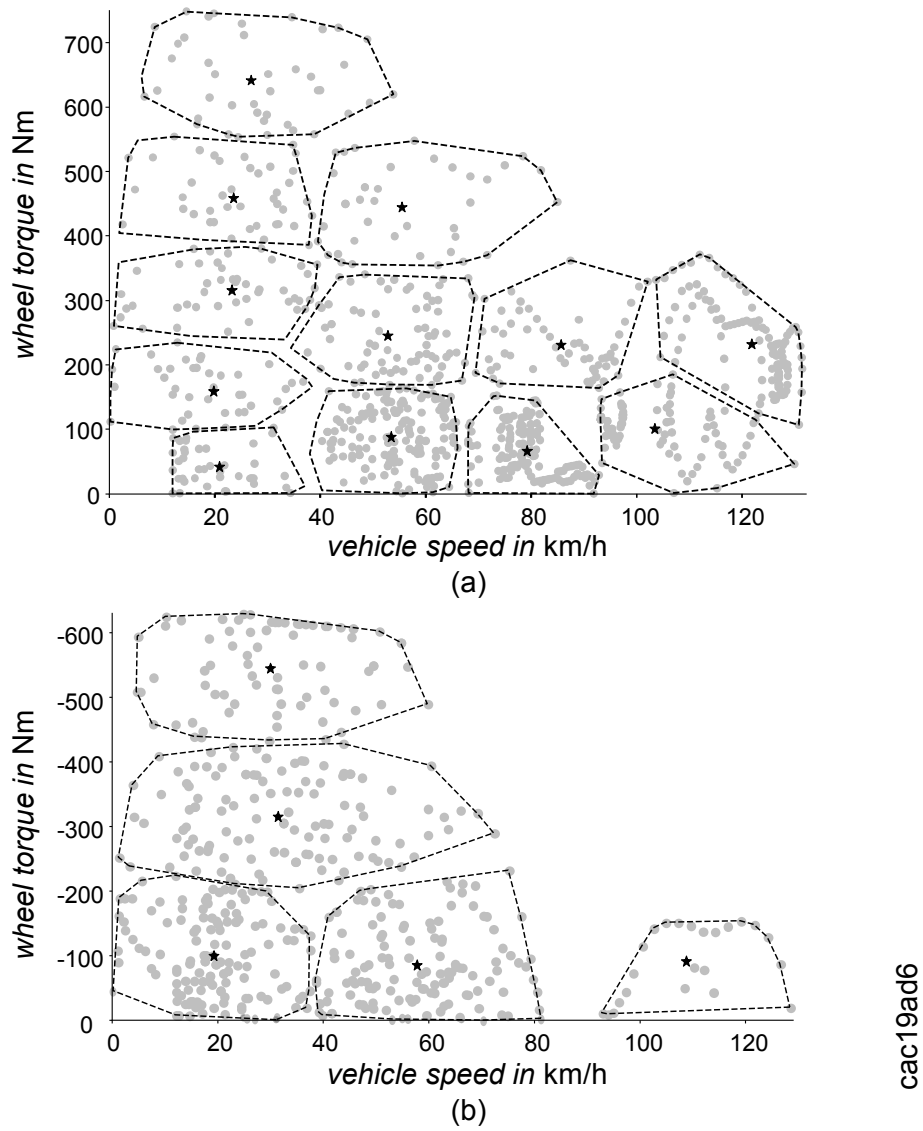 700
600
500
400
300
200
100
0
wheel torque in Nm
0 20 40 60 80 100 120
vehicle speed in km/h
(a)
-600
-500
-400
-300
-200
-100
0
wheel torque in Nm
0 20 40 60 80 100 120
vehicle speed in km/h
(b)
cac19ad6